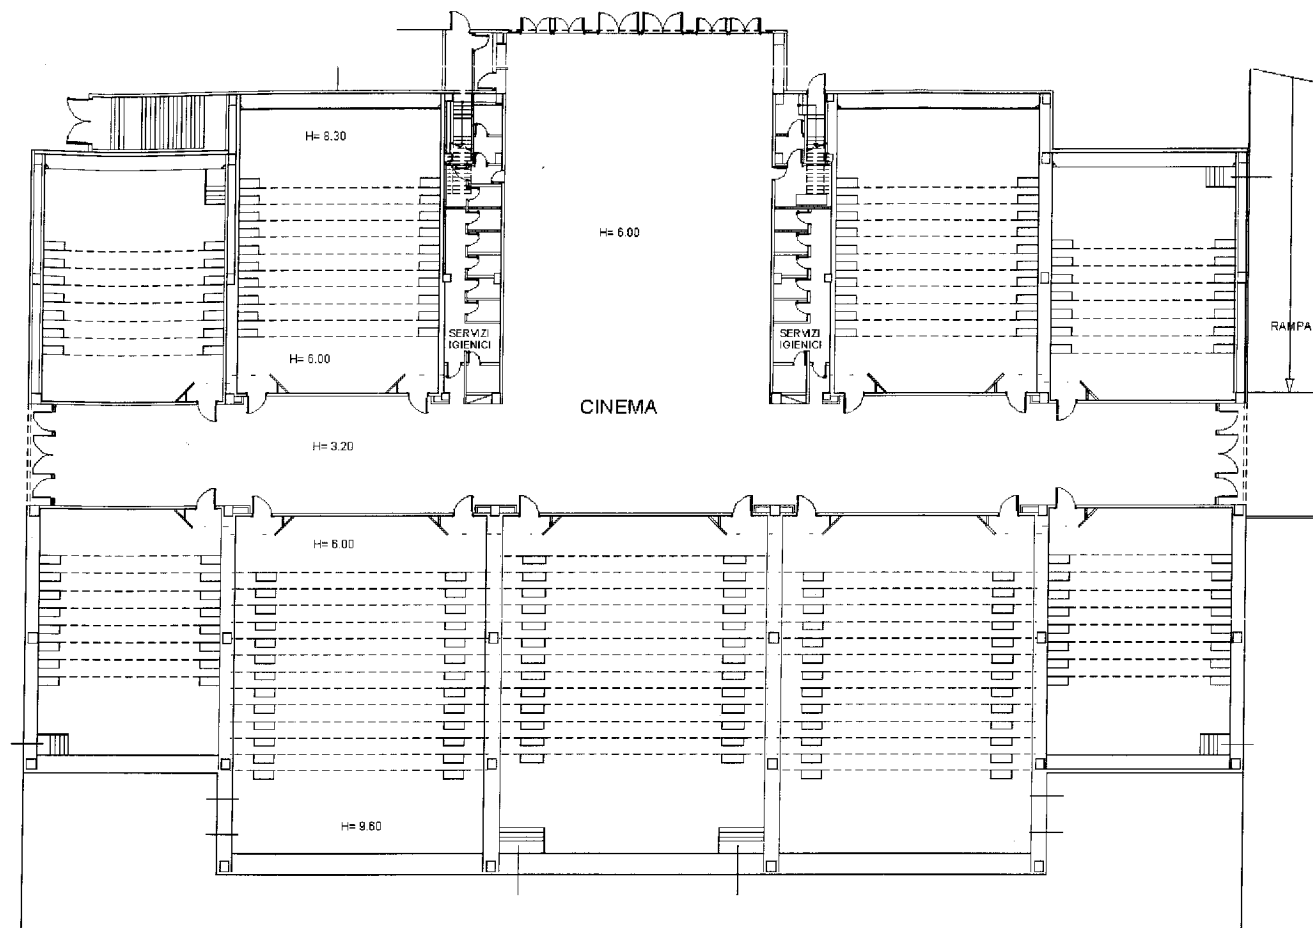 H= 8.30
H= 6.00
SERVIZI
IGIENICI
SERVIZI
IGIENICI
RAMPA
H= 6.00
CINEMA
H= 3.20
H= 6.00
H= 9.60